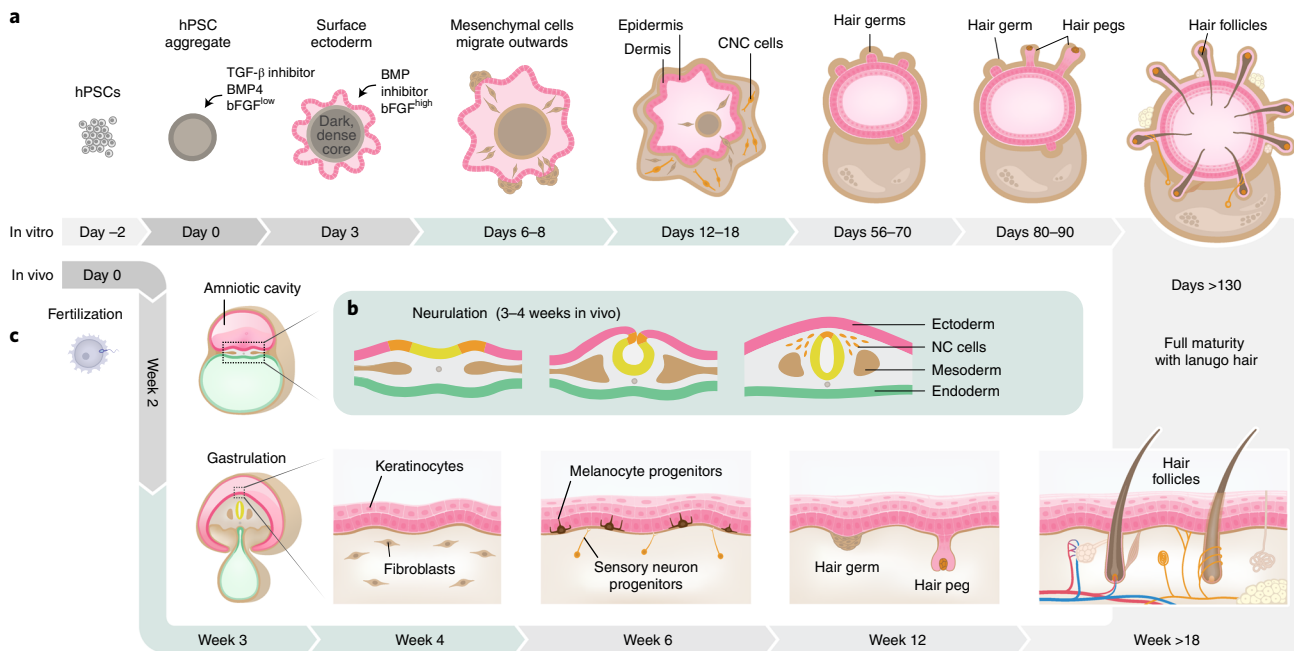 a
hPSCs
hPSC
aggregate
TGF-β inhibitor
BMP4
bFGFlow
Surface
ectoderm
BMP
inhibitor
bFGFhigh
Dark,
dense
core
Mesenchymal cells
migrate outwards
Epidermis
Dermis
CNC cells
Hair germs
Hair germ
Hair pegs
Hair follicles
In vitro
Day –2
Day 0
Day 3
Days 6–8
Days 12–18
Days 56–70
Days 80–90
Days >130
Full maturity
with lanugo hair
In vivo
Day 0
c
Fertilization
Week 2
Amniotic cavity
b
Neurulation (3–4 weeks in vivo)
Ectoderm
NC cells
Mesoderm
Endoderm
Gastrulation
Keratinocytes
Fibroblasts
Melanocyte progenitors
Sensory neuron
progenitors
Hair germ
Hair peg
Hair
follicles
Week 3
Week 4
Week 6
Week 12
Week >18